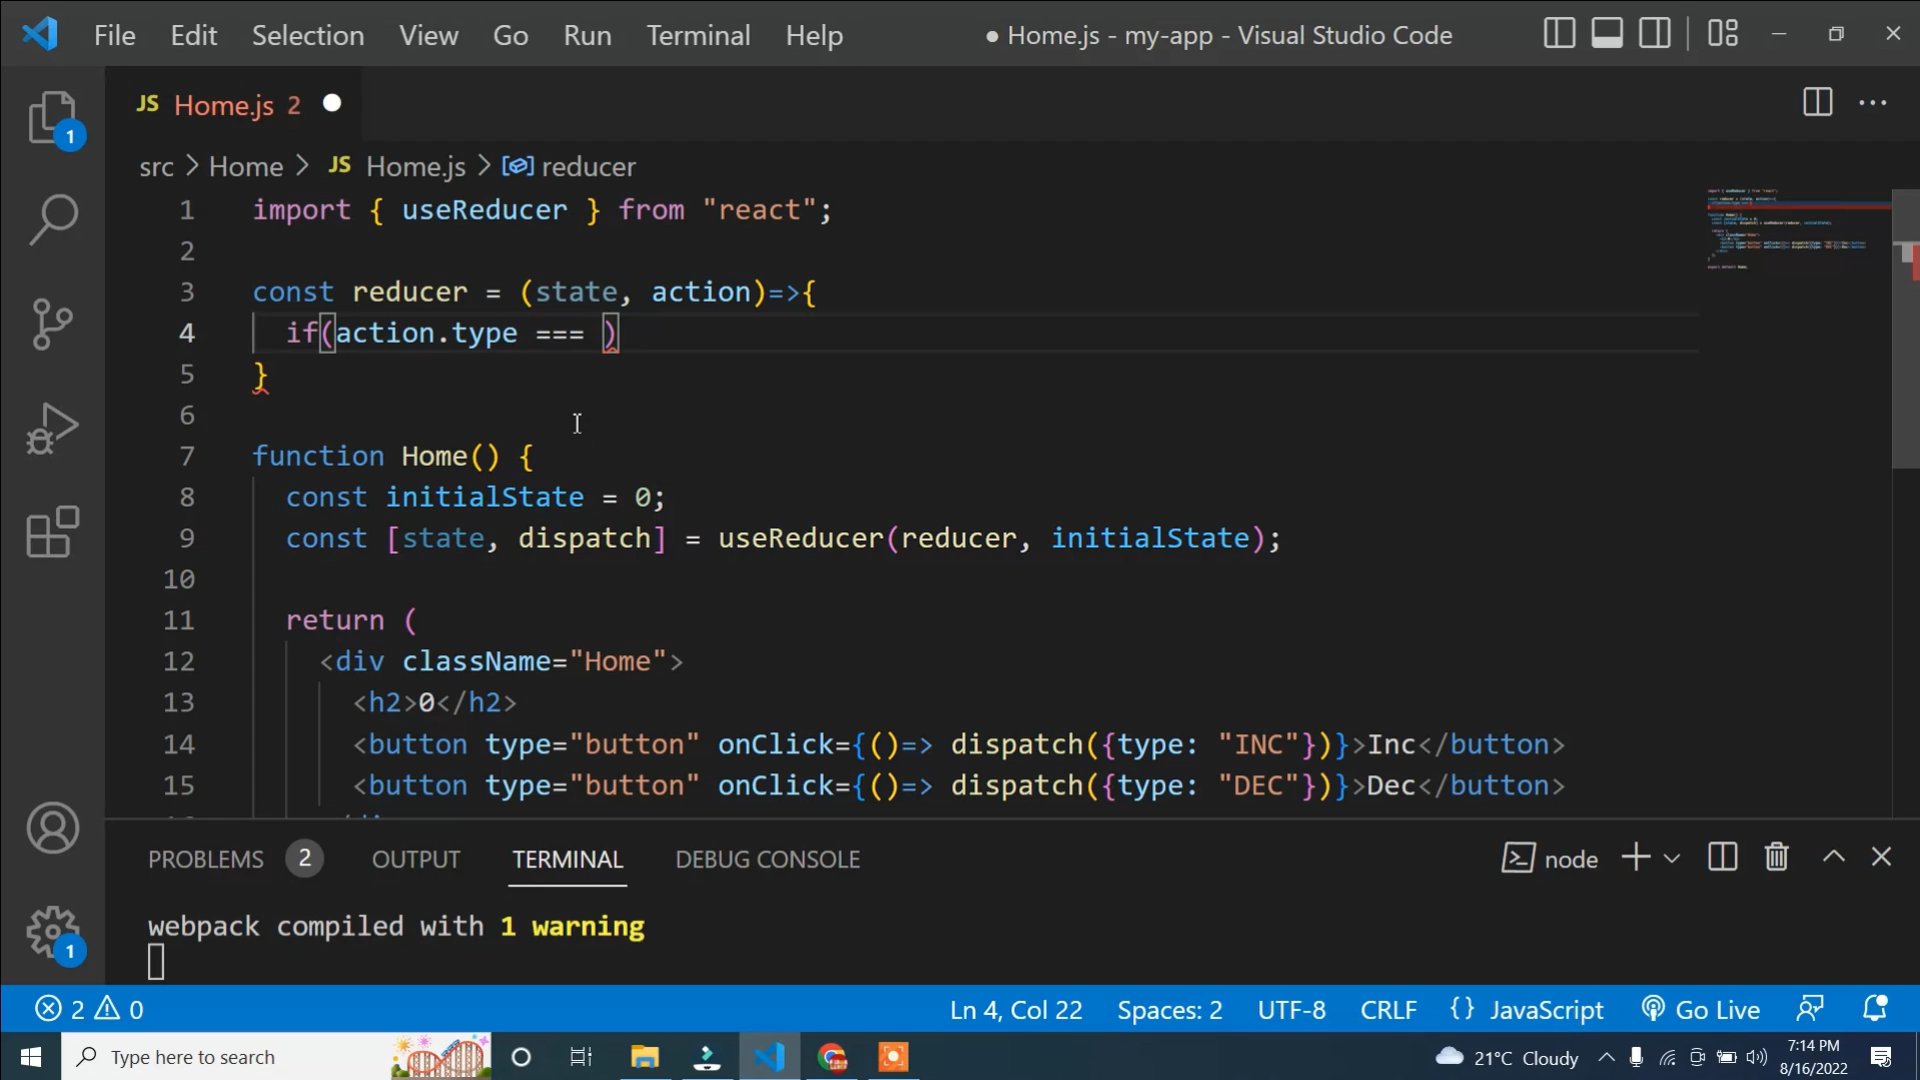 File Edit Selection View Go Run Terminal Help ● Home.js - my-app - Visual Studio Code
JS Home.js 2
src > Home > JS Home.js > reducer
1 import { useReducer } from "react";
2
3 const reducer = (state, action)=>{
4 if(action.type === )
5 }
6
7 function Home() {
8 const initialState = 0;
9 const [state, dispatch] = useReducer(reducer, initialState);
10
11 return (
12 <div className="Home">
13 <h2>0</h2>
14 <button type="button" onClick={()=> dispatch({type: "INC"})}>Inc</button>
15 <button type="button" onClick={()=> dispatch({type: "DEC"})}>Dec</button>
1
1
PROBLEMS 2 OUTPUT TERMINAL DEBUG CONSOLE node
webpack compiled with 1 warning
2 0 Ln 4, Col 22 Spaces: 2 UTF-8 CRLF {} JavaScript Go Live
Type here to search 21°C Cloudy 7:14 PM
8/16/2022